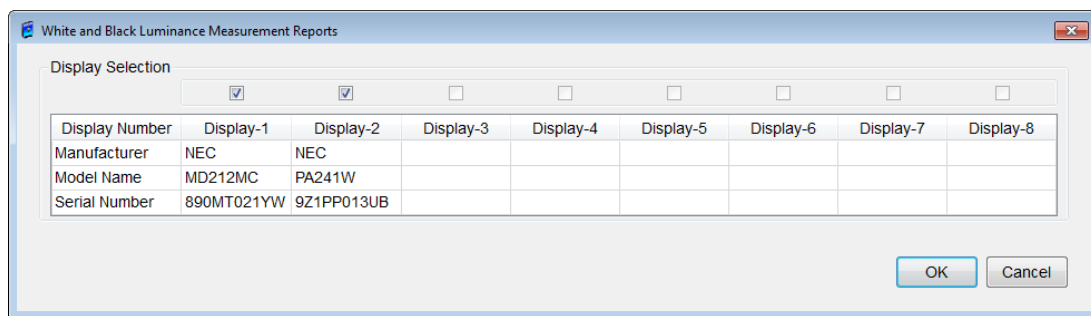 White and Black Luminance Measurement Reports
Display Selection
Display Number Display-1 Display-2 Display-3 Display-4 Display-5 Display-6 Display-7 Display-8
Manufacturer NEC NEC
Model Name MD212MC PA241W
Serial Number 890MT021YW 9Z1PP013UB
OK Cancel